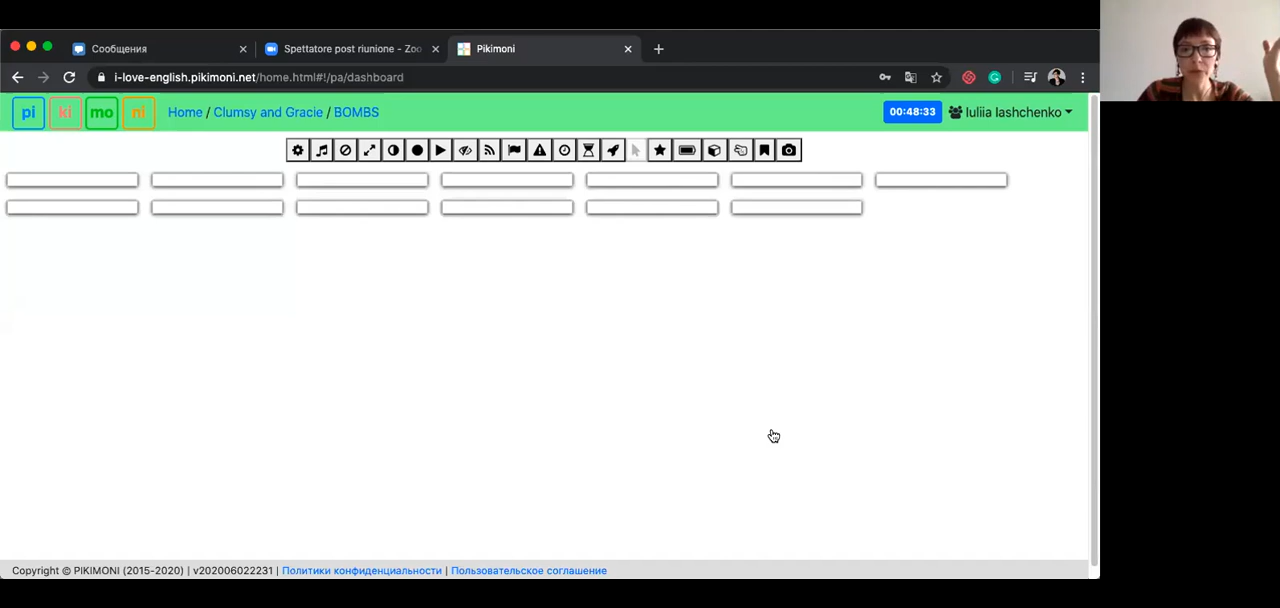 Сообщения
Spettatore post riunione - Zoo
Pikimoni
i-love-english.pikimoni.net/home.html#!/pa/dashboard
pi ki mo ni Home / Clumsy and Gracie / BOMBS 00:48:33 Iuliia Iashchenko
Copyright © PIKIMONI (2015-2020) | v202006022231 | Политики конфиденциальности | Пользовательское соглашение